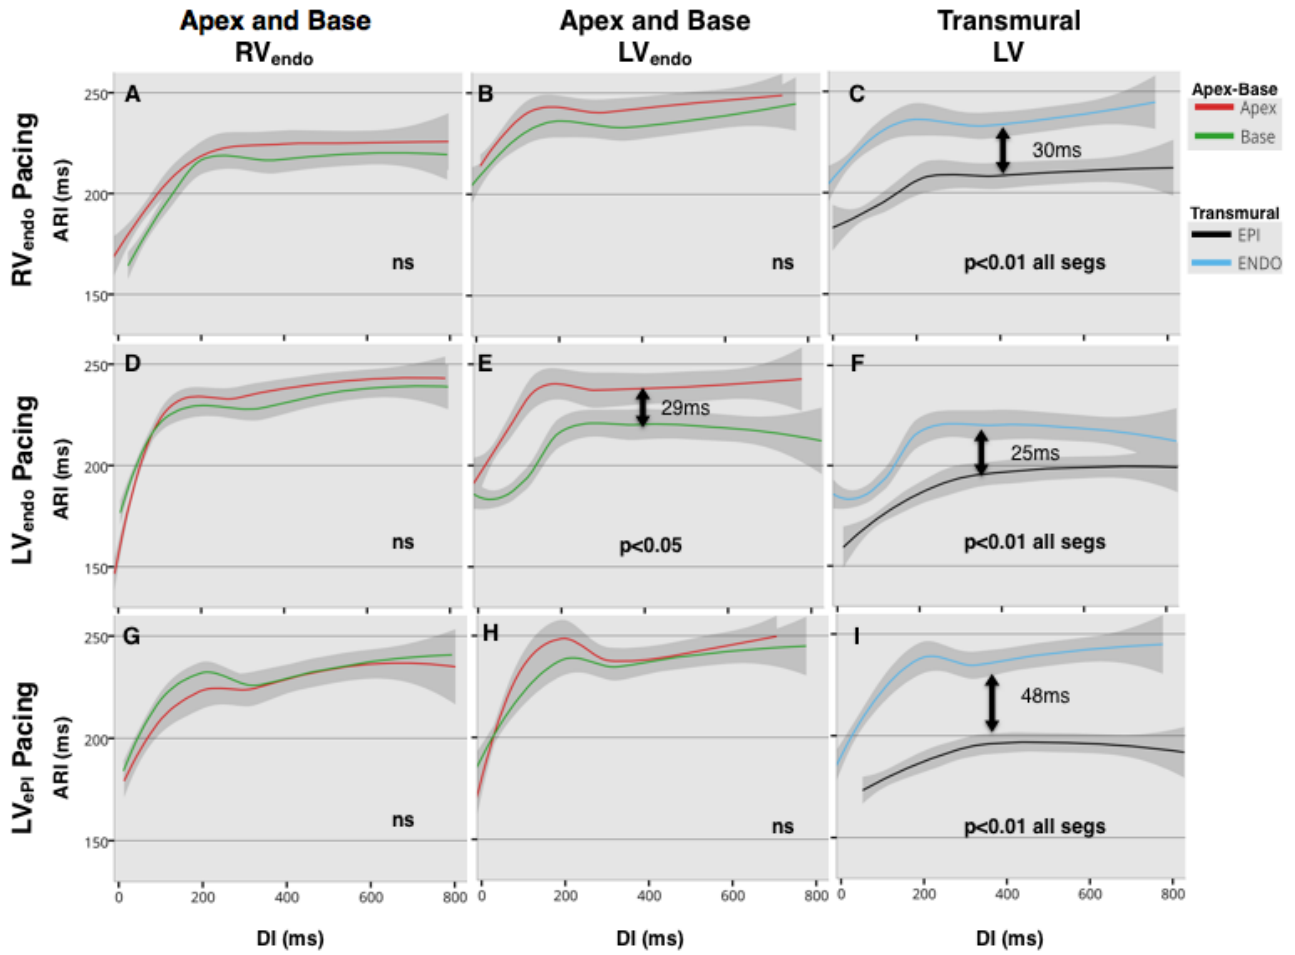 Apex and Base
RVendo
Apex and Base
LVendo
Transmural
LV
RVendo Pacing
ARI (ms)
250
200
150
A
ns
B
ns
C
30ms
p<0.01 all segs
Apex-Base
Apex
Base
Transmural
EPI
ENDO
LVendo Pacing
ARI (ms)
250
200
150
D
ns
E
29ms
p<0.05
F
25ms
p<0.01 all segs
LVePI Pacing
ARI (ms)
250
200
150
G
ns
H
ns
I
48ms
p<0.01 all segs
0 200 400 600 800
0 200 400 600 800
0 200 400 600 800
DI (ms)
DI (ms)
DI (ms)